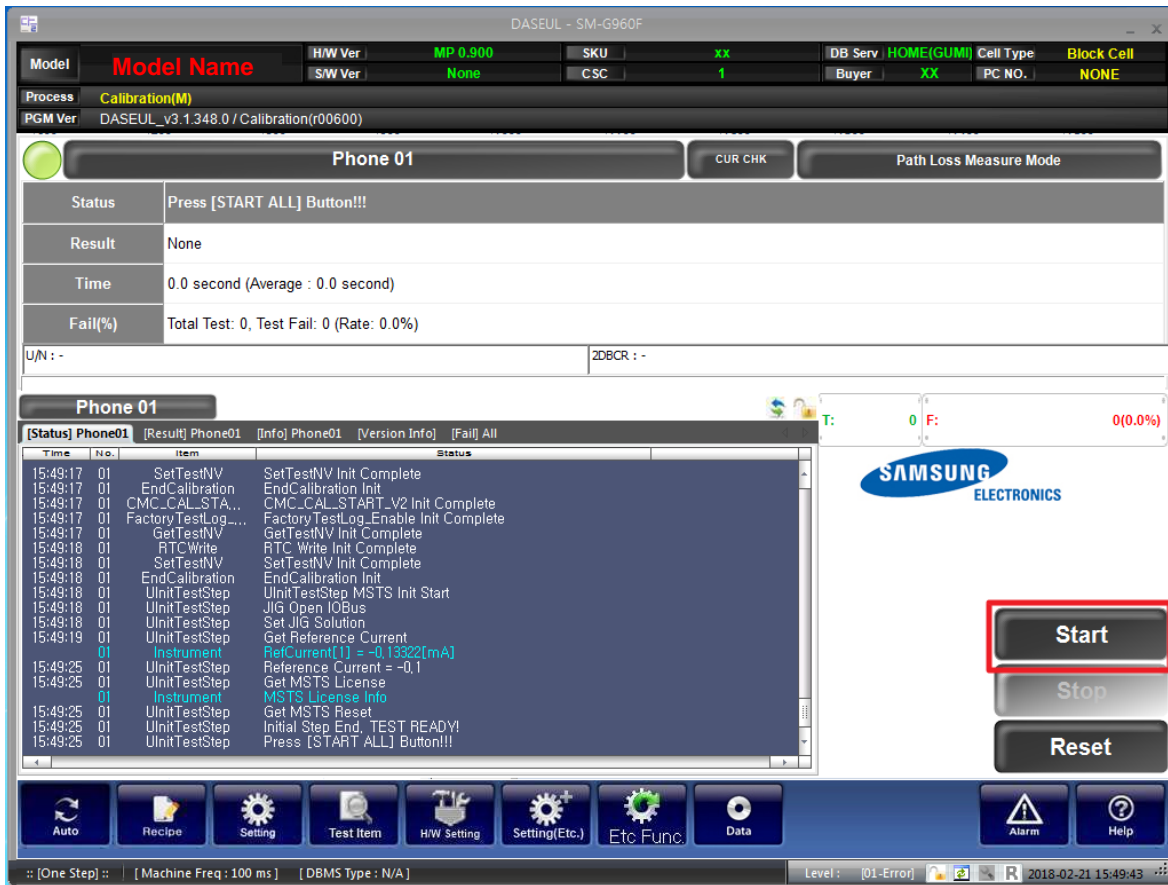 DASEUL - SM-G960F
Model Model Name H/W Ver MP 0.900 SKU xx DB Serv HOME(GUMI) Cell Type Block Cell
S/W Ver None CSC 1 Buyer XX PC NO. NONE
Process Calibration(M)
PGM Ver DASEUL_v3.1.348.0 / Calibration(r00600)
Phone 01 CUR CHK Path Loss Measure Mode
Status Press [START ALL] Button!!!
Result None
Time 0.0 second (Average : 0.0 second)
Fail(%) Total Test: 0, Test Fail: 0 (Rate: 0.0%)
U/N : - 2DBCR : -
Phone 01 T: 0 F: 0(0.0%)
[Status] Phone01 [Result] Phone01 [Info] Phone01 [Version Info] [Fail] All
Time No. Item Status
15:49:17 01 SetTestNV SetTestNV Init Complete
15:49:17 01 EndCalibration EndCalibration Init
15:49:17 01 CMC_CAL_STA... CMC_CAL_START_V2 Init Complete
15:49:17 01 FactoryTestLog_... FactoryTestLog_Enable Init Complete
15:49:17 01 GetTestNV GetTestNV Init Complete
15:49:18 01 RTCWrite RTC Write Init Complete
15:49:18 01 SetTestNV SetTestNV Init Complete
15:49:18 01 EndCalibration EndCalibration Init
15:49:18 01 UInitTestStep UInitTestStep MSTS Init Start
15:49:18 01 UInitTestStep JIG Open IOBus
15:49:18 01 UInitTestStep Set JIG Solution
15:49:19 01 UInitTestStep Get Reference Current
01 Instrument RefCurrent[1] = -0,13322[mA]
15:49:25 01 UInitTestStep Reference Current = -0,1
15:49:25 01 UInitTestStep Get MSTS License
01 Instrument MSTS License Info
15:49:25 01 UInitTestStep Get MSTS Reset
15:49:25 01 UInitTestStep Initial Step End, TEST READY!
15:49:25 01 UInitTestStep Press [START ALL] Button!!!
SAMSUNG
ELECTRONICS
Start
Stop
Reset
Auto Recipe Setting Test Item H/W Setting Setting(Etc.) Etc Func. Data Alarm Help
:: [One Step] :: [ Machine Freq : 100 ms ] [ DBMS Type : N/A ] Level : [01-Error] R 2018-02-21 15:49:43